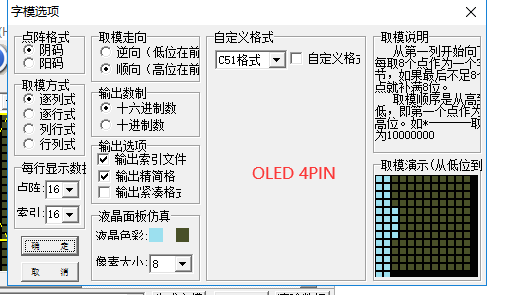 字模选项
点阵格式
阴码
阳码
取模方式
逐列式
逐行式
列行式
行列式
每行显示数据
点阵: 16
索引: 16
确 定
取 消
取模走向
逆向（低位在前
顺向（高位在前
输出数制
十六进制数
十进制数
输出选项
输出索引文件
输出精简格
输出紧凑格式
液晶面板仿真
液晶色彩:
像素大小: 8
自定义格式
C51格式
自定义格式
OLED 4PIN
取模说明
从第一列开始向下
每取8个点作为一个字
节，如果最后不足8个
点就补满8位。
取模顺序是从高到
低，即第一个点作为最
高位。如*-------取
为10000000
取模演示(从低位到